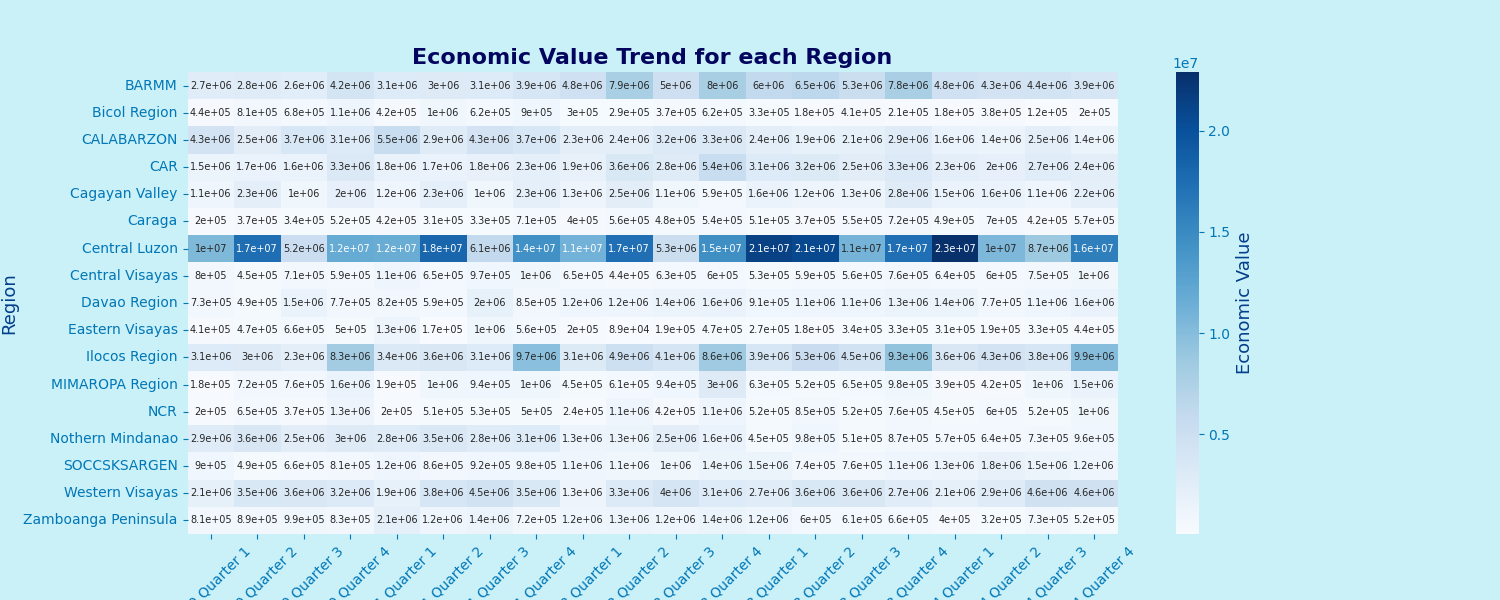 Economic Value Trend for each Region
1e7
BARMM 2.7e+06 2.8e+06 2.6e+06 4.2e+06 3.1e+06 3e+06 3.1e+06 3.9e+06 4.8e+06 7.9e+06 5e+06 8e+06 6e+06 6.5e+06 5.3e+06 7.8e+06 4.8e+06 4.3e+06 4.4e+06 3.9e+06
Bicol Region 4.4e+05 8.1e+05 6.8e+05 1.1e+06 4.2e+05 1e+06 6.2e+05 9e+05 3e+05 2.9e+05 3.7e+05 6.2e+05 3.3e+05 1.8e+05 4.1e+05 2.1e+05 1.8e+05 3.8e+05 1.2e+05 2e+05
CALABARZON 4.3e+06 2.5e+06 3.7e+06 3.1e+06 5.5e+06 2.9e+06 4.3e+06 3.7e+06 2.3e+06 2.4e+06 3.2e+06 3.3e+06 2.4e+06 1.9e+06 2.1e+06 2.9e+06 1.6e+06 1.4e+06 2.5e+06 1.4e+06
CAR 1.5e+06 1.7e+06 1.6e+06 3.3e+06 1.8e+06 1.7e+06 1.8e+06 2.3e+06 1.9e+06 3.6e+06 2.8e+06 5.4e+06 3.1e+06 3.2e+06 2.5e+06 3.3e+06 2.3e+06 2e+06 2.7e+06 2.4e+06
Cagayan Valley 1.1e+06 2.3e+06 1e+06 2e+06 1.2e+06 2.3e+06 1e+06 2.3e+06 1.3e+06 2.5e+06 1.1e+06 5.9e+05 1.6e+06 1.2e+06 1.3e+06 2.8e+06 1.5e+06 1.6e+06 1.1e+06 2.2e+06
Caraga 2e+05 3.7e+05 3.4e+05 5.2e+05 4.2e+05 3.1e+05 3.3e+05 7.1e+05 4e+05 5.6e+05 4.8e+05 5.4e+05 5.1e+05 3.7e+05 5.5e+05 7.2e+05 4.9e+05 7e+05 4.2e+05 5.7e+05
Central Luzon 1e+07 1.7e+07 5.2e+06 1.2e+07 1.2e+07 1.8e+07 6.1e+06 1.4e+07 1.1e+07 1.7e+07 5.3e+06 1.5e+07 2.1e+07 2.1e+07 1.1e+07 1.7e+07 2.3e+07 1e+07 8.7e+06 1.6e+07
Central Visayas 8e+05 4.5e+05 7.1e+05 5.9e+05 1.1e+06 6.5e+05 9.7e+05 1e+06 6.5e+05 4.4e+05 6.3e+05 6e+05 5.3e+05 5.9e+05 5.6e+05 7.6e+05 6.4e+05 6e+05 7.5e+05 1e+06
Davao Region 7.3e+05 4.9e+05 1.5e+06 7.7e+05 8.2e+05 5.9e+05 2e+06 8.5e+05 1.2e+06 1.2e+06 1.4e+06 1.6e+06 9.1e+05 1.1e+06 1.1e+06 1.3e+06 1.4e+06 7.7e+05 1.1e+06 1.6e+06
Eastern Visayas 4.1e+05 4.7e+05 6.6e+05 5e+05 1.3e+06 1.7e+05 1e+06 5.6e+05 2e+05 8.9e+04 1.9e+05 4.7e+05 2.7e+05 1.8e+05 3.4e+05 3.3e+05 3.1e+05 1.9e+05 3.3e+05 4.4e+05
Ilocos Region 3.1e+06 3e+06 2.3e+06 8.3e+06 3.4e+06 3.6e+06 3.1e+06 9.7e+06 3.1e+06 4.9e+06 4.1e+06 8.6e+06 3.9e+06 5.3e+06 4.5e+06 9.3e+06 3.6e+06 4.3e+06 3.8e+06 9.9e+06
MIMAROPA Region 1.8e+05 7.2e+05 7.6e+05 1.6e+06 1.9e+05 1e+06 9.4e+05 1e+06 4.5e+05 6.1e+05 9.4e+05 3e+06 6.3e+05 5.2e+05 6.5e+05 9.8e+05 3.9e+05 4.2e+05 1e+06 1.5e+06
NCR 2e+05 6.5e+05 3.7e+05 1.3e+06 2e+05 5.1e+05 5.3e+05 5e+05 2.4e+05 1.1e+06 4.2e+05 1.1e+06 5.2e+05 8.5e+05 5.2e+05 7.6e+05 4.5e+05 6e+05 5.2e+05 1e+06
Nothern Mindanao 2.9e+06 3.6e+06 2.5e+06 3e+06 2.8e+06 3.5e+06 2.8e+06 3.1e+06 1.3e+06 1.3e+06 2.5e+06 1.6e+06 4.5e+05 9.8e+05 5.1e+05 8.7e+05 5.7e+05 6.4e+05 7.3e+05 9.6e+05
SOCCSKSARGEN 9e+05 4.9e+05 6.6e+05 8.1e+05 1.2e+06 8.6e+05 9.2e+05 9.8e+05 1.1e+06 1.1e+06 1e+06 1.4e+06 1.5e+06 7.4e+05 7.6e+05 1.1e+06 1.3e+06 1.8e+06 1.5e+06 1.2e+06
Western Visayas 2.1e+06 3.5e+06 3.6e+06 3.2e+06 1.9e+06 3.8e+06 4.5e+06 3.5e+06 1.3e+06 3.3e+06 4e+06 3.1e+06 2.7e+06 3.6e+06 3.6e+06 2.7e+06 2.1e+06 2.9e+06 4.6e+06 4.6e+06
Zamboanga Peninsula 8.1e+05 8.9e+05 9.9e+05 8.3e+05 2.1e+06 1.2e+06 1.4e+06 7.2e+05 1.2e+06 1.3e+06 1.2e+06 1.4e+06 1.2e+06 6e+05 6.1e+05 6.6e+05 4e+05 3.2e+05 7.3e+05 5.2e+05
Region
Quarter 1
Quarter 2
Quarter 3
Quarter 4
Quarter 1
Quarter 2
Quarter 3
Quarter 4
Quarter 1
Quarter 2
Quarter 3
Quarter 4
Quarter 1
Quarter 2
Quarter 3
Quarter 4
Quarter 1
Quarter 2
Quarter 3
Quarter 4
2.0
1.5
1.0
0.5
Economic Value